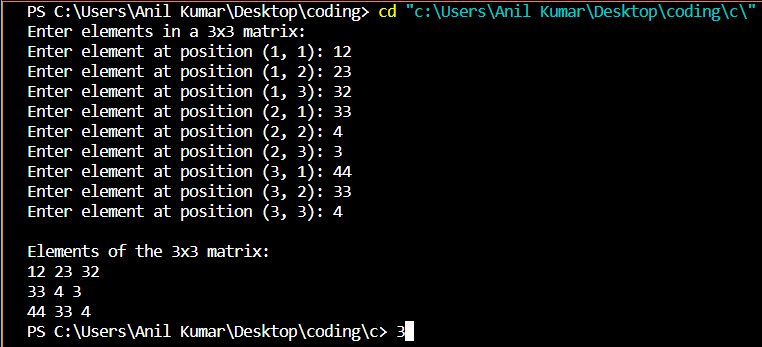 PS C:\Users\Anil Kumar\Desktop\coding> cd "c:\Users\Anil Kumar\Desktop\coding\c\"
Enter elements in a 3x3 matrix:
Enter element at position (1, 1): 12
Enter element at position (1, 2): 23
Enter element at position (1, 3): 32
Enter element at position (2, 1): 33
Enter element at position (2, 2): 4
Enter element at position (2, 3): 3
Enter element at position (3, 1): 44
Enter element at position (3, 2): 33
Enter element at position (3, 3): 4
Elements of the 3x3 matrix:
12 23 32
33 4 3
44 33 4
PS C:\Users\Anil Kumar\Desktop\coding\c> 3